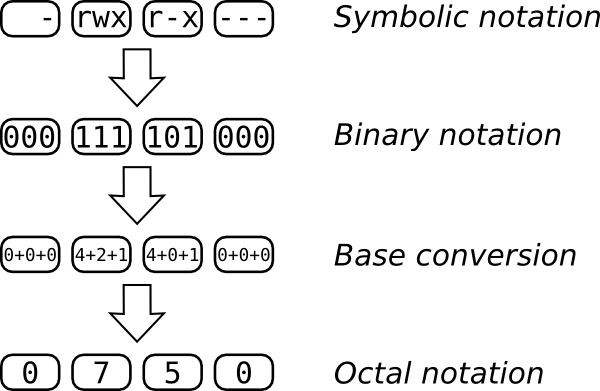 - rwx r-x --- Symbolic notation
000 111 101 000 Binary notation
0+0+0 4+2+1 4+0+1 0+0+0 Base conversion
0 7 5 0 Octal notation